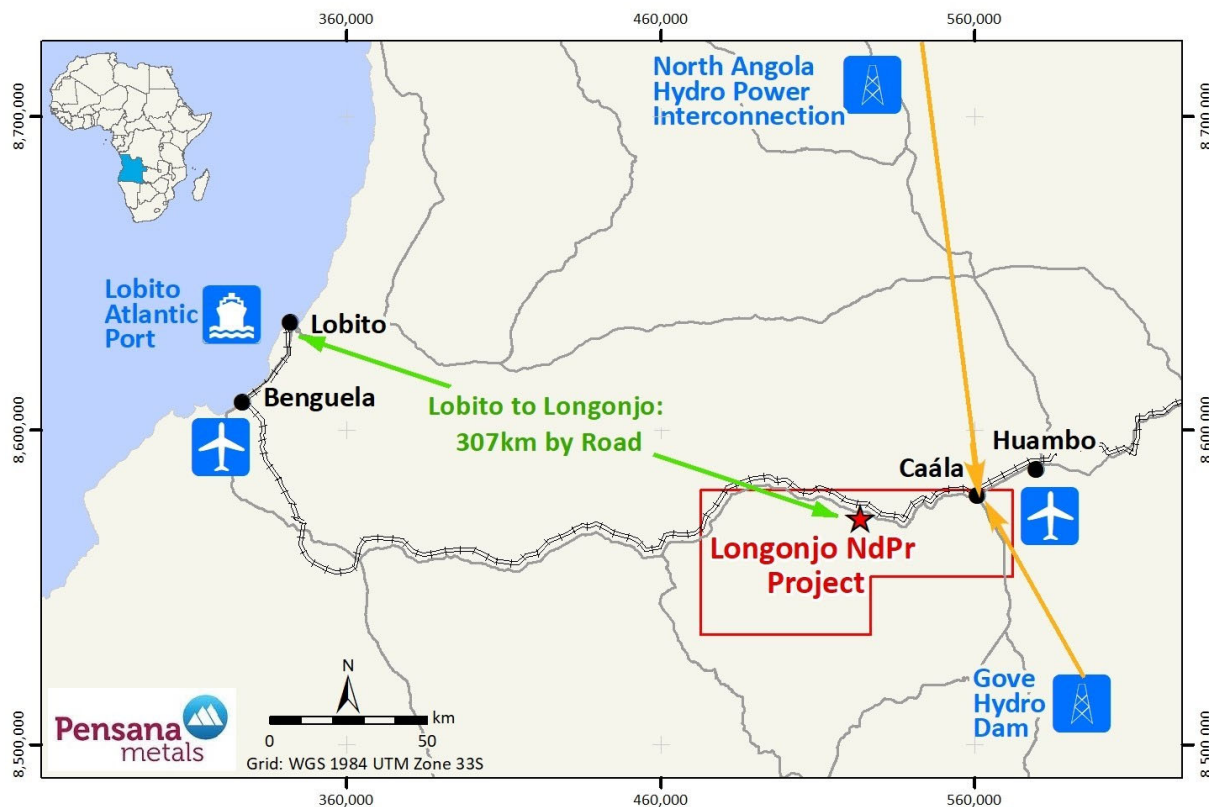 360,000
460,000
560,000
8,700,000
8,700,000
North Angola
Hydro Power
Interconnection
Lobito
Atlantic
Port
Lobito
Benguela
Lobito to Longonjo:
307km by Road
8,600,000
8,600,000
Huambo
Caála
Longonjo NdPr
Project
Gove
Hydro
Dam
N
km
0
50
Pensana
metals
Grid: WGS 1984 UTM Zone 33S
8,500,000
8,500,000
360,000
460,000
560,000